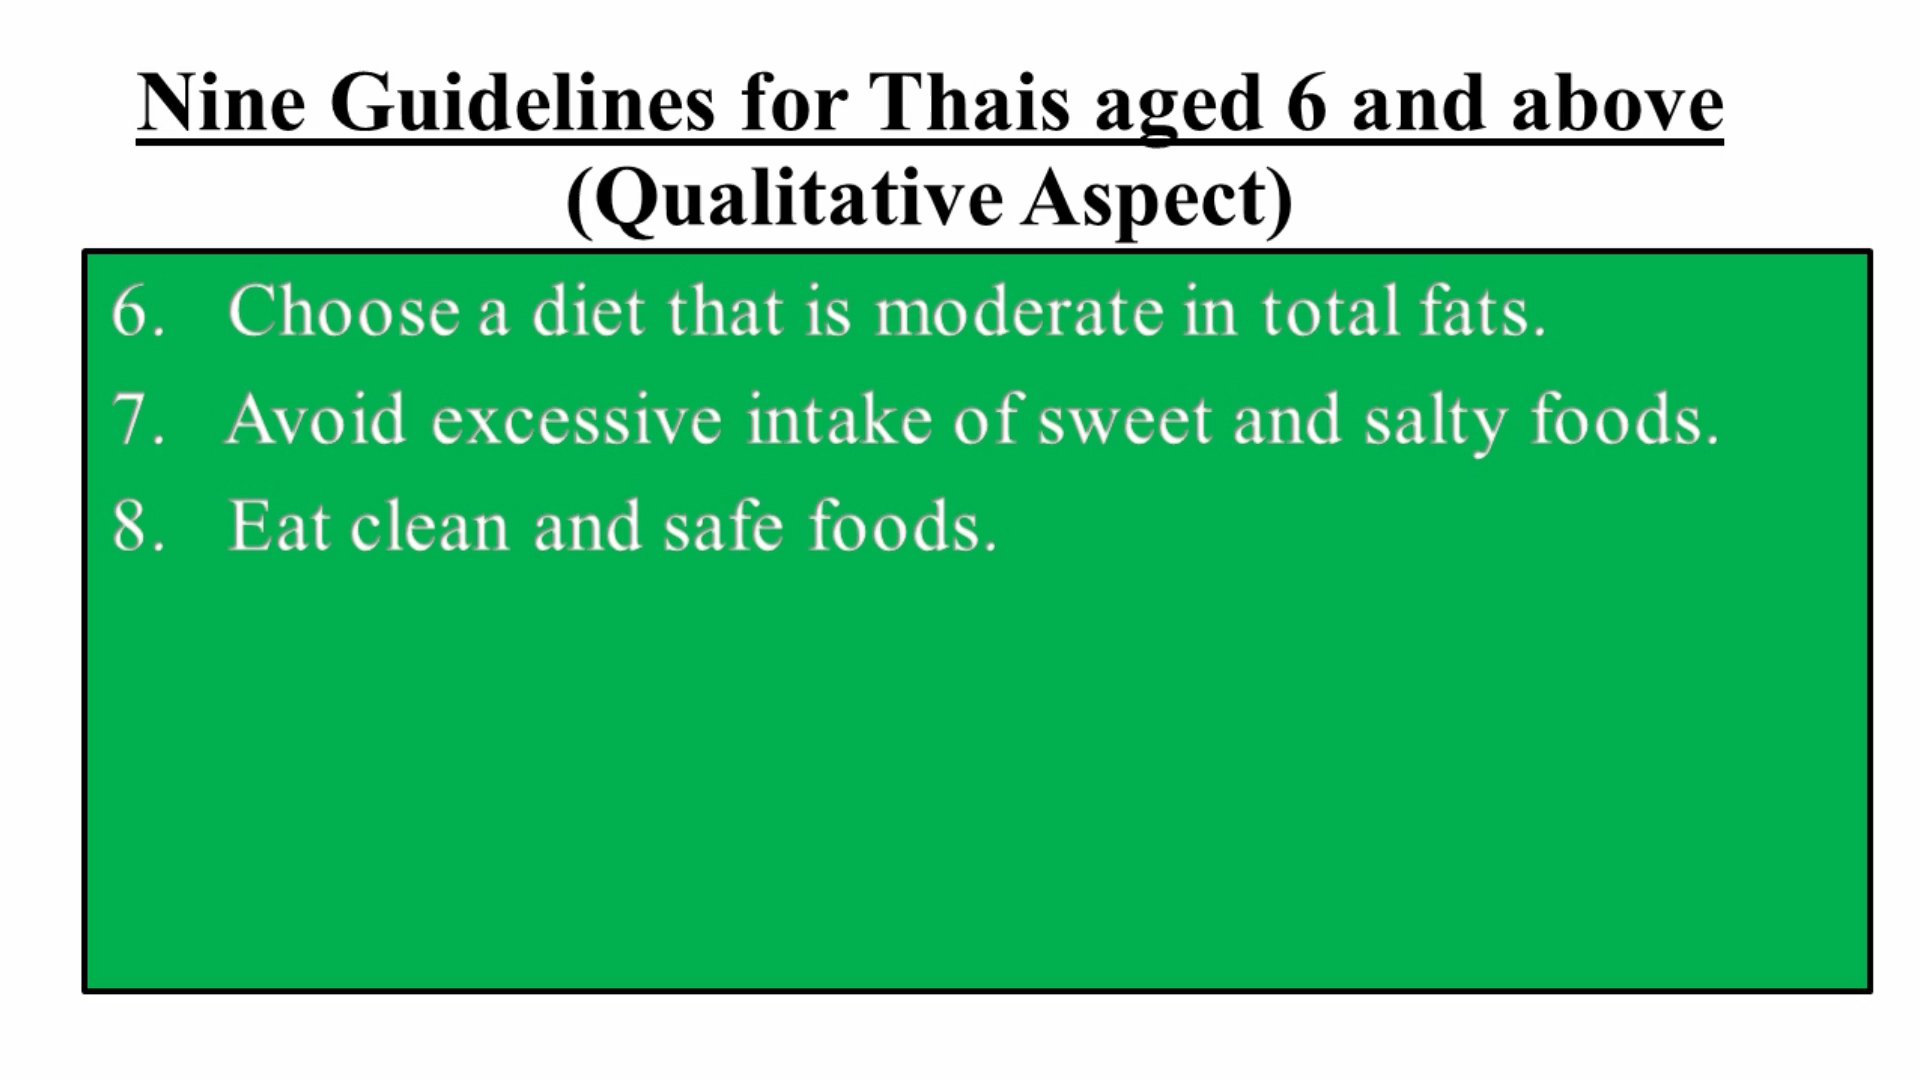 Nine Guidelines for Thais aged 6 and above
(Qualitative Aspect)
6. Choose a diet that is moderate in total fats.
7. Avoid excessive intake of sweet and salty foods.
8. Eat clean and safe foods.